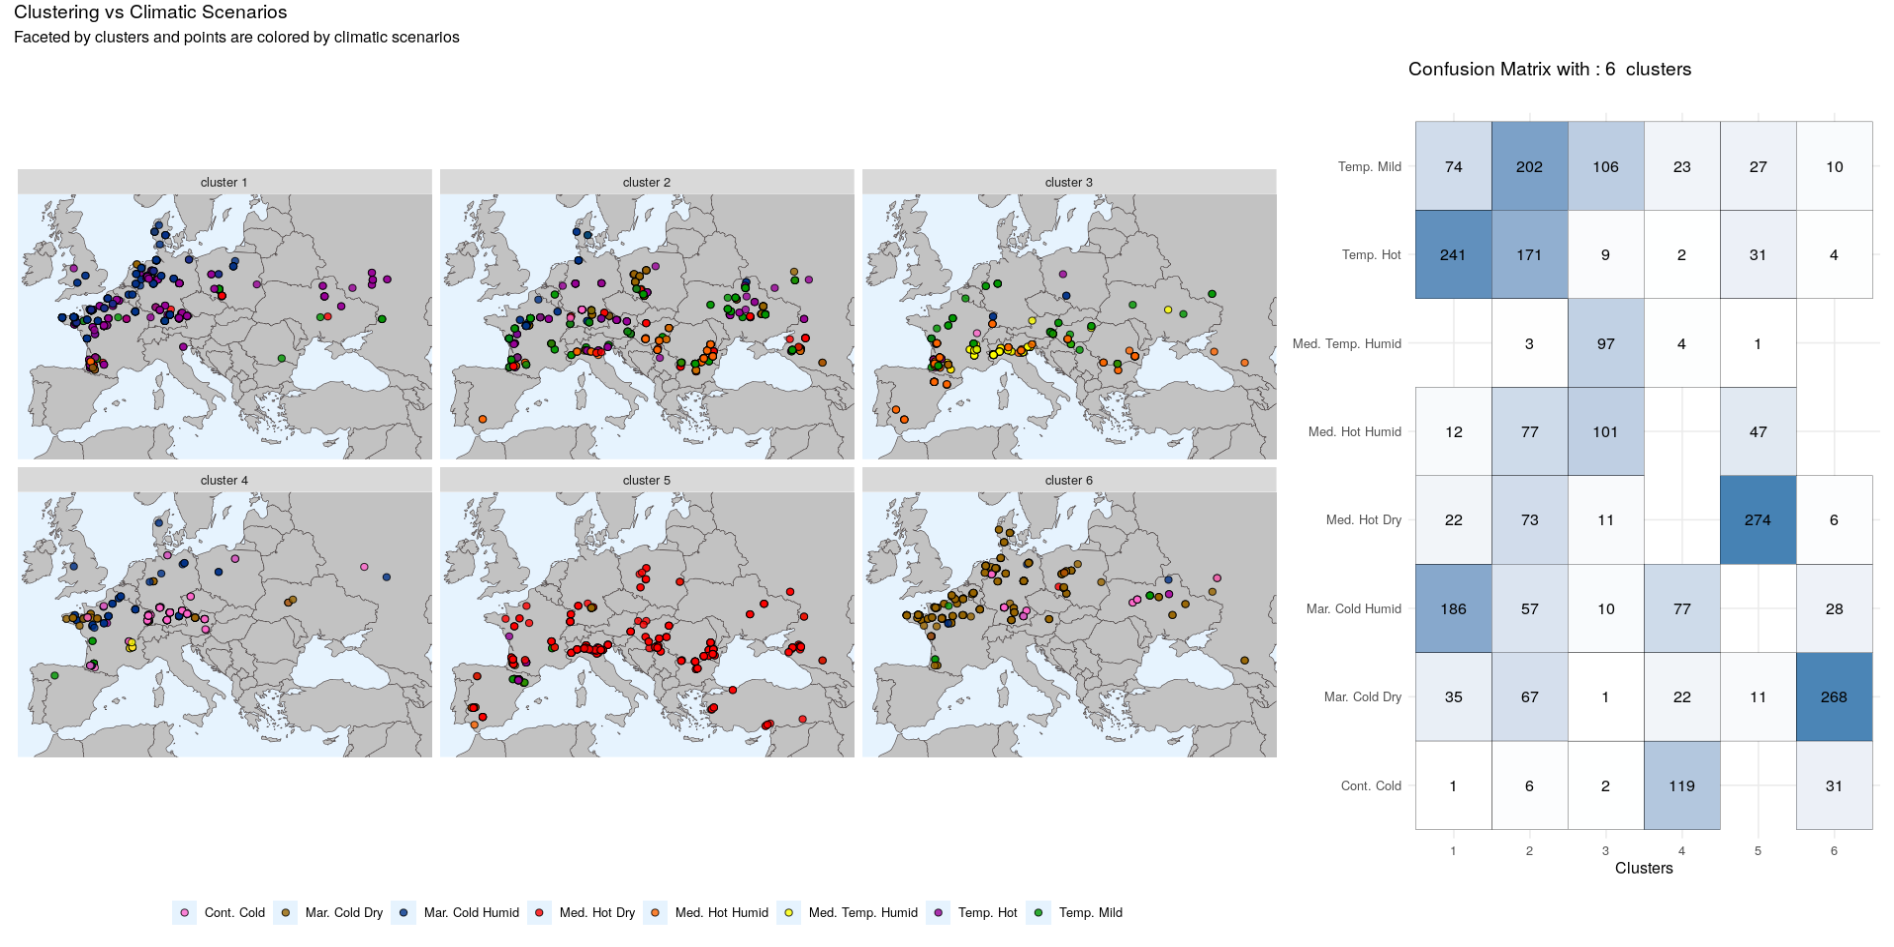 Clustering vs Climatic Scenarios
Faceted by clusters and points are colored by climatic scenarios
cluster 1
cluster 2
cluster 3
cluster 4
cluster 5
cluster 6
Cont. Cold
Mar. Cold Dry
Mar. Cold Humid
Med. Hot Dry
Med. Hot Humid
Med. Temp. Humid
Temp. Hot
Temp. Mild
Confusion Matrix with : 6 clusters
Temp. Mild 74 202 106 23 27 10
Temp. Hot 241 171 9 2 31 4
Med. Temp. Humid 3 97 4 1
Med. Hot Humid 12 77 101 47
Med. Hot Dry 22 73 11 274 6
Mar. Cold Humid 186 57 10 77 28
Mar. Cold Dry 35 67 1 22 11 268
Cont. Cold 1 6 2 119 31
1 2 3 4 5 6
Clusters